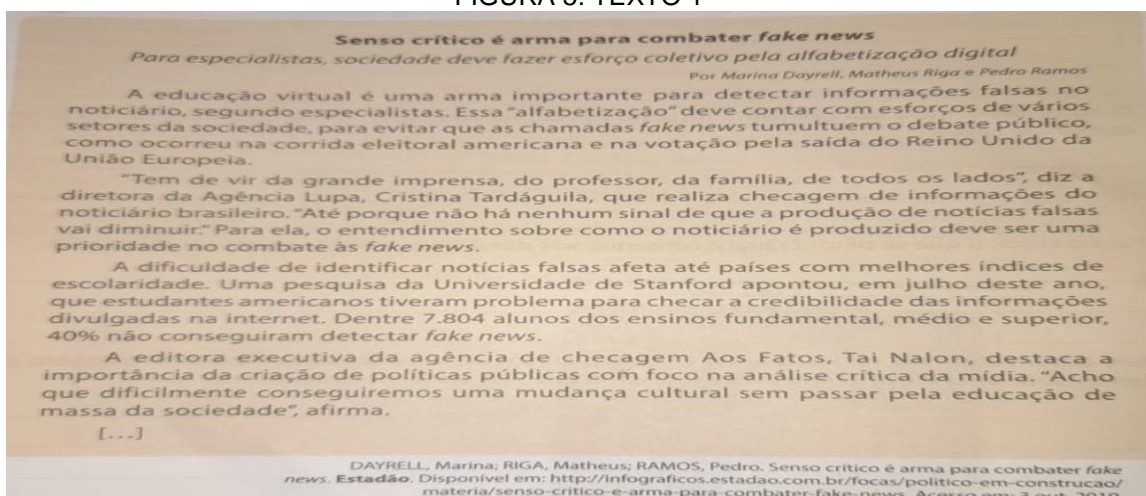 FIGURA 3: TEXTO 1
Senso crítico é arma para combater fake news
Para especialistas, sociedade deve fazer esforço coletivo pela alfabetização digital
Por Marina Dayrell, Matheus Riga e Pedro Ramos
A educação virtual é uma arma importante para detectar informações falsas no
noticiário, segundo especialistas. Essa "alfabetização" deve contar com esforços de vários
setores da sociedade, para evitar que as chamadas fake news tumultuem o debate público,
como ocorreu na corrida eleitoral americana e na votação pela saída do Reino Unido da
União Europeia.
"Tem de vir da grande imprensa, do professor, da família, de todos os lados", diz a
diretora da Agência Lupa, Cristina Tardáguila, que realiza checagem de informações do
noticiário brasileiro. "Até porque não há nenhum sinal de que a produção de notícias falsas
vai diminuir." Para ela, o entendimento sobre como o noticiário é produzido deve ser uma
prioridade no combate às fake news.
A dificuldade de identificar notícias falsas afeta até países com melhores índices de
escolaridade. Uma pesquisa da Universidade de Stanford apontou, em julho deste ano,
que estudantes americanos tiveram problema para checar a credibilidade das informações
divulgadas na internet. Dentre 7.804 alunos dos ensinos fundamental, médio e superior,
40% não conseguiram detectar fake news.
A editora executiva da agência de checagem Aos Fatos, Tai Nalon, destaca a
importância da criação de políticas públicas com foco na análise crítica da mídia. "Acho
que dificilmente conseguiremos uma mudança cultural sem passar pela educação de
massa da sociedade", afirma.
[...]
DAYRELL, Marina; RIGA, Matheus; RAMOS, Pedro. Senso crítico é arma para combater fake
news. Estadão. Disponível em: http://infograficos.estadao.com.br/focas/politico-em-construcao/
materia/senso-critico-e-arma-para-combater-fake-news. Acesso em: 3 out. 2019